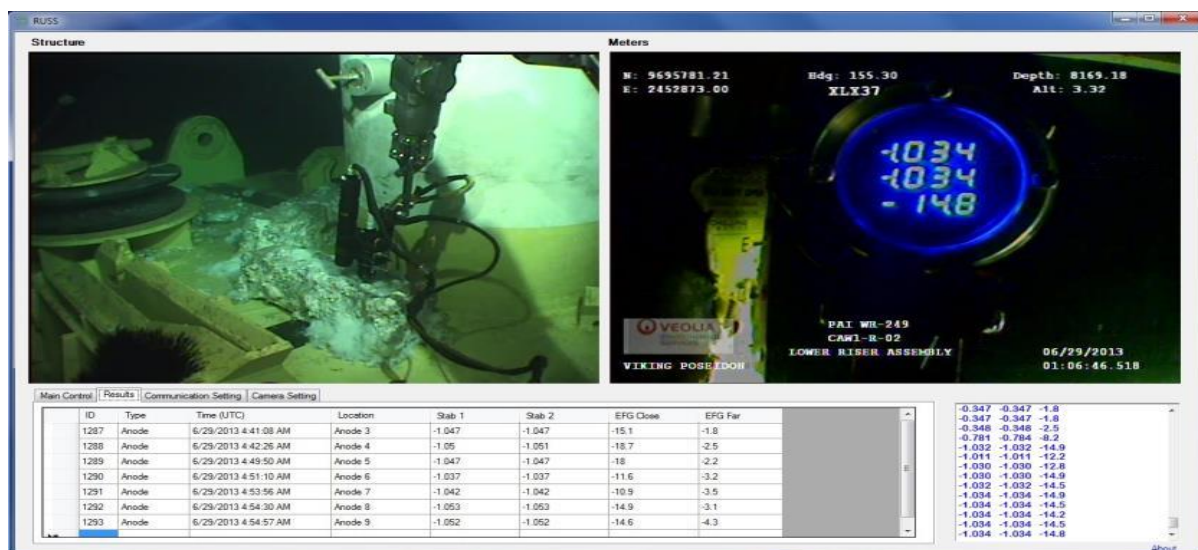 RUSS
Structure
Meters
N: 9695781.21
E: 2452873.00
Hdg: 155.30
XLX37
Depth: 8169.18
Alt: 3.32
-1.034
-1.034
- 14.8
VEOLIA
VIKING POSEIDON
PAI WR-249
CAW1-R-02
LOWER RISER ASSEMBLY
06/29/2013
01:06:46.518
Main Control Results Communication Setting Camera Setting
ID Type Time (UTC) Location Stab 1 Stab 2 EFG Close EFG Far
1287 Anode 6/29/2013 4:41:08 AM Anode 3 -1.047 -1.047 -15.1 -1.8
1288 Anode 6/29/2013 4:42:26 AM Anode 4 -1.05 -1.051 -18.7 -2.5
1289 Anode 6/29/2013 4:49:50 AM Anode 5 -1.047 -1.047 -18 -2.2
1290 Anode 6/29/2013 4:51:10 AM Anode 6 -1.037 -1.037 -11.6 -3.2
1291 Anode 6/29/2013 4:53:56 AM Anode 7 -1.042 -1.042 -10.9 -3.5
1292 Anode 6/29/2013 4:54:30 AM Anode 8 -1.053 -1.053 -14.9 -3.1
1293 Anode 6/29/2013 4:54:57 AM Anode 9 -1.052 -1.052 -14.6 -4.3
-0.347 -0.347 -1.8
-0.347 -0.347 -1.8
-0.348 -0.348 -2.5
-0.781 -0.784 -8.2
-1.032 -1.032 -14.9
-1.011 -1.011 -12.2
-1.030 -1.030 -12.8
-1.030 -1.030 -14.9
-1.032 -1.032 -14.5
-1.034 -1.034 -14.9
-1.034 -1.034 -14.5
-1.034 -1.034 -14.2
-1.034 -1.034 -14.5
-1.034 -1.034 -14.8
About